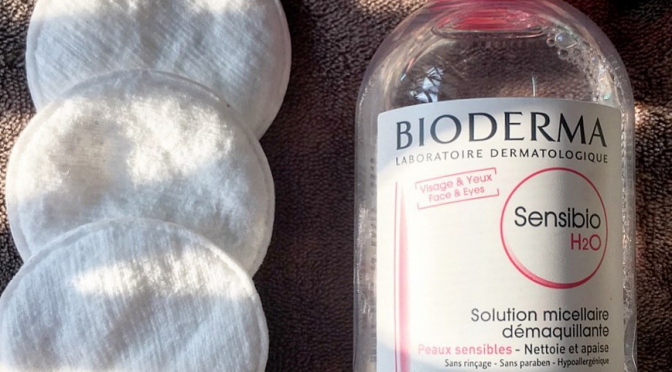 BIODERMA
LABORATOIRE DERMATOLOGIQUE
Visage & Yeux
Face & Eyes
Sensibio
H2O
Solution micellaire
démaquillante
Peaux sensibles - Nettoie et apaise
Sans rinçage - Sans paraben - Hypoallergénique